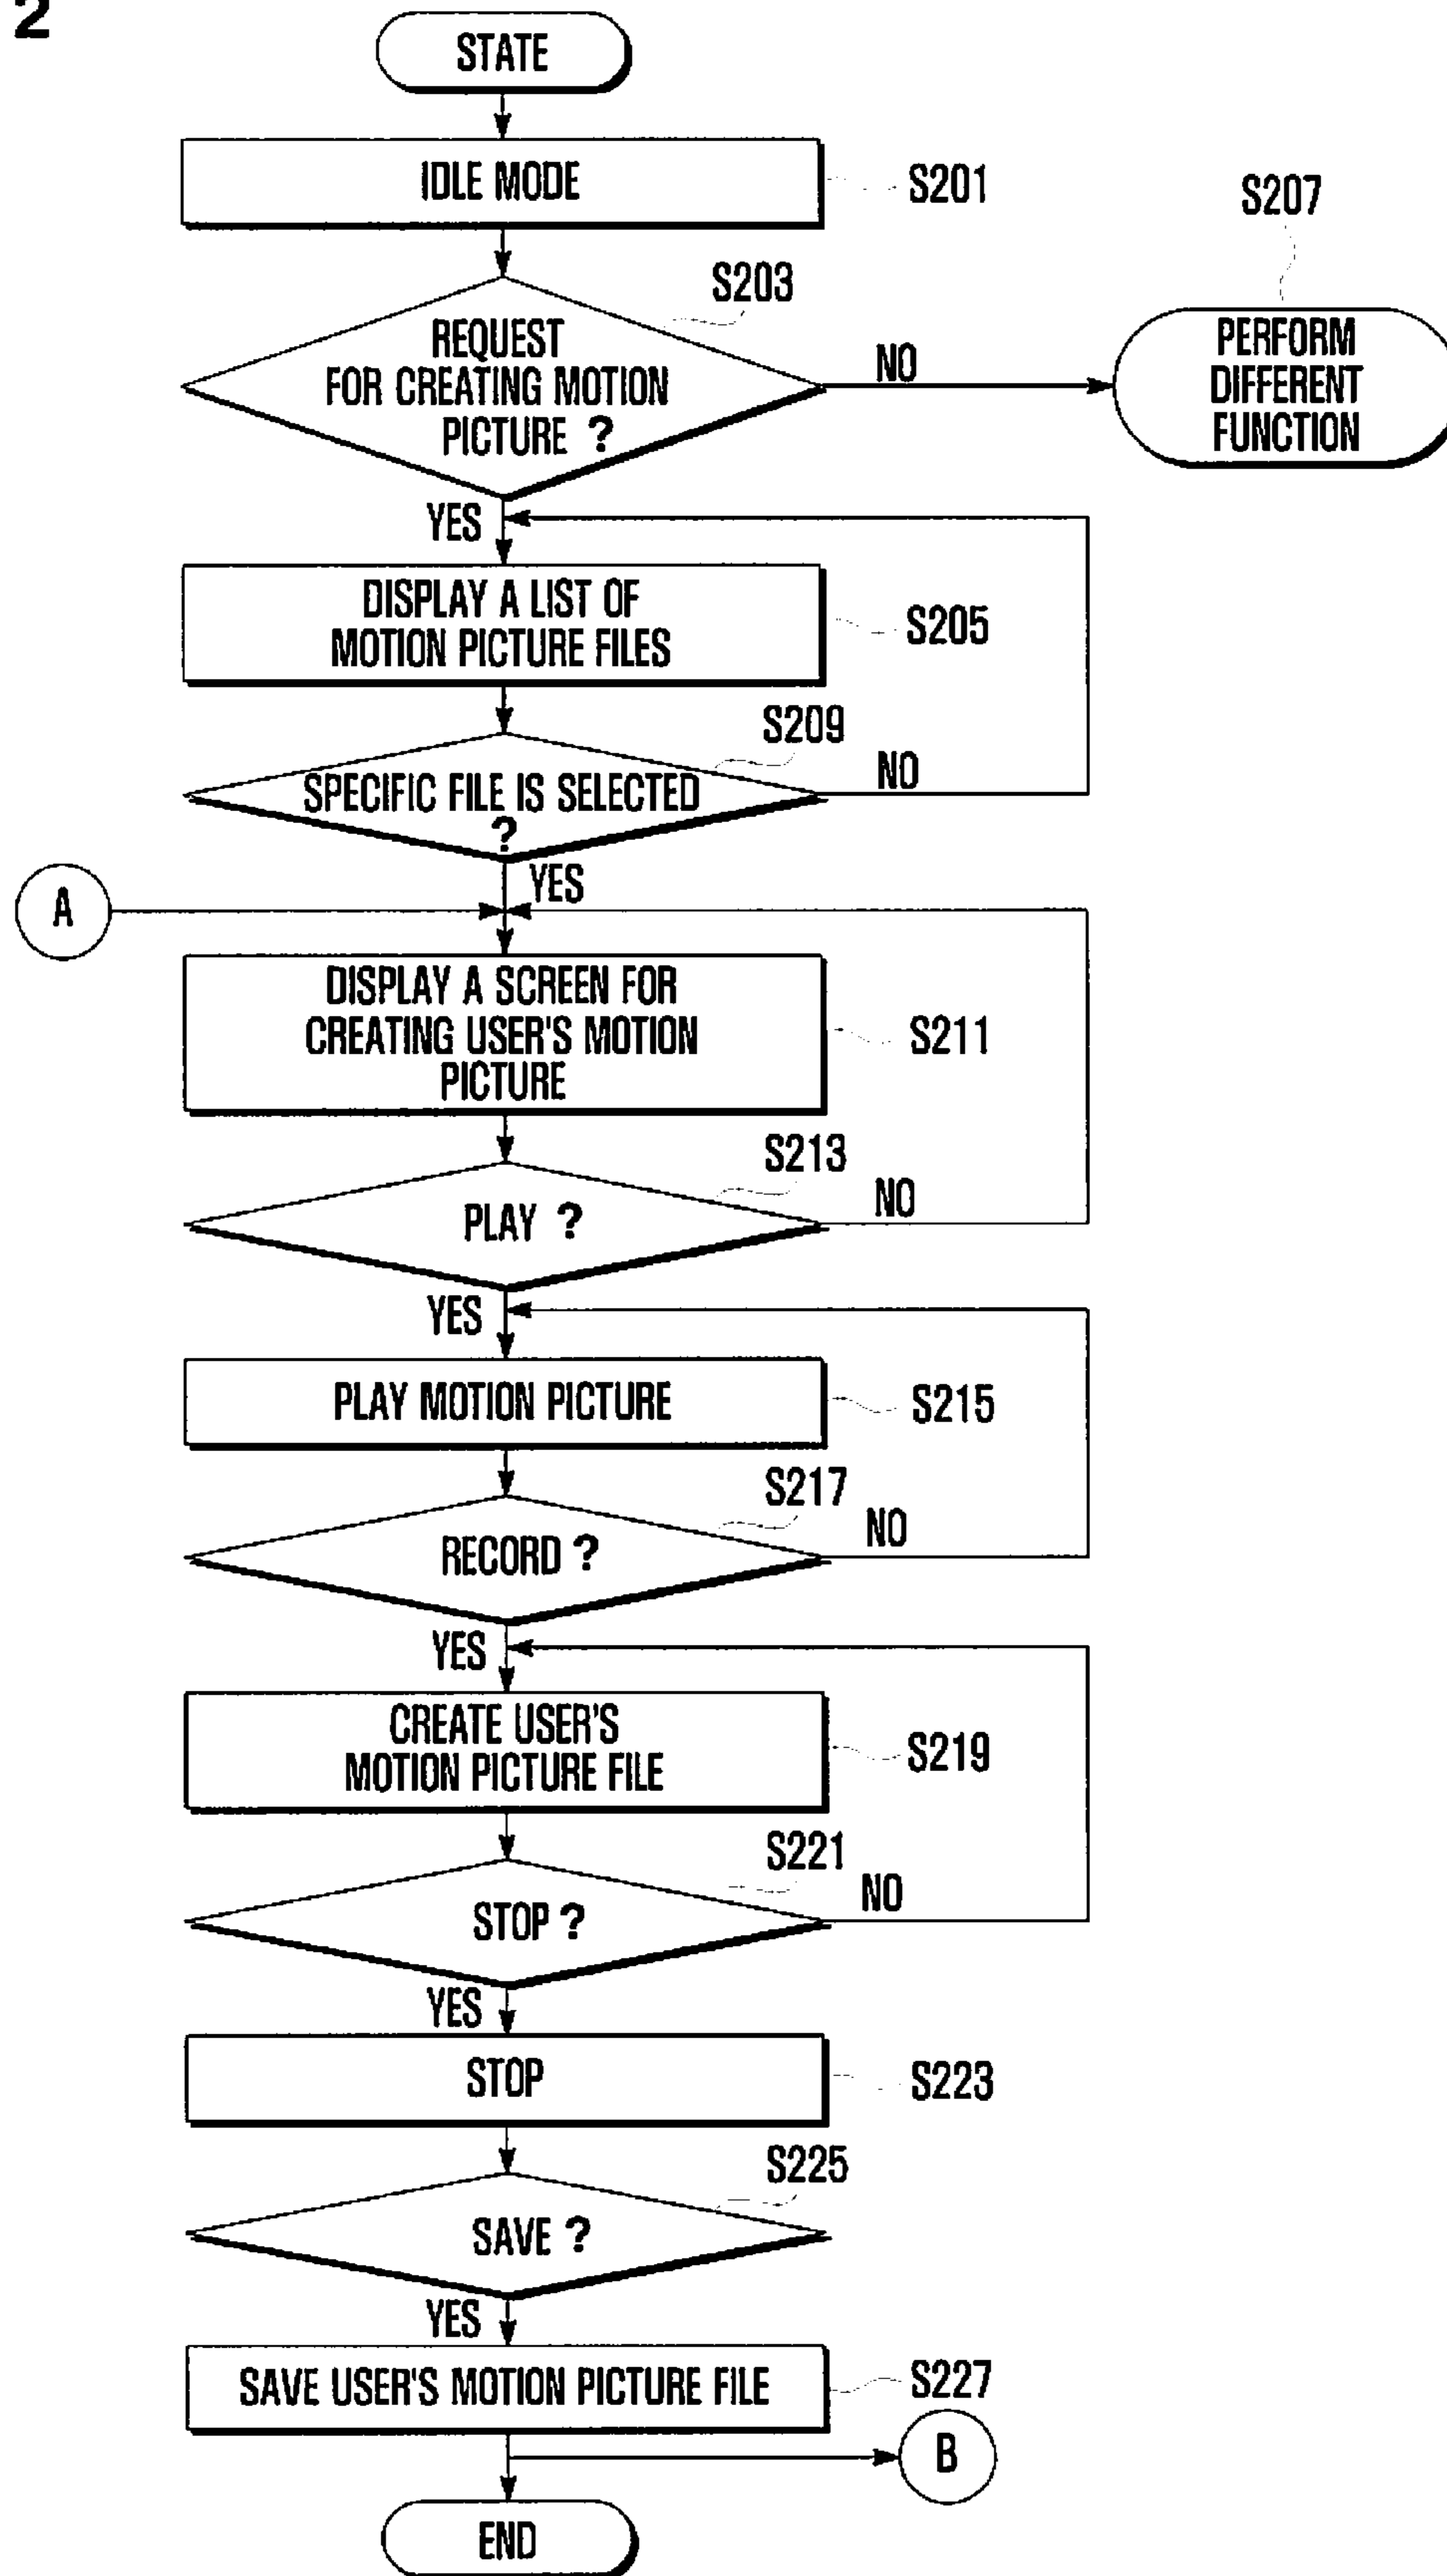 2
STATE
IDLE MODE
S201
S207
S203
REQUEST
FOR CREATING MOTION
PICTURE ?
NO
PERFORM
DIFFERENT
FUNCTION
YES
DISPLAY A LIST OF
MOTION PICTURE FILES
S205
S209
SPECIFIC FILE IS SELECTED
?
NO
YES
A
DISPLAY A SCREEN FOR
CREATING USER'S MOTION
PICTURE
S211
S213
PLAY ?
NO
YES
PLAY MOTION PICTURE
S215
S217
RECORD ?
NO
YES
CREATE USER'S
MOTION PICTURE FILE
S219
S221
STOP ?
NO
YES
STOP
S223
S225
SAVE ?
YES
SAVE USER'S MOTION PICTURE FILE
S227
B
END